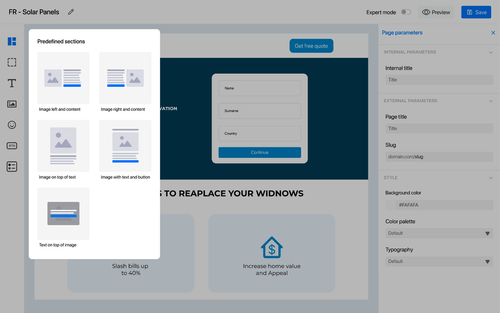 FR - Solar Panels
Expert mode
Preview
Save
Predefined sections
Image left and content
Image right and content
Image on top of text
Image with text and button
Text on top of image
Get free quote
VATION
Name
Surname
Country
Continue
S TO REAPLACE YOUR WIDNOWS
Slash bills up
to 40%
Increase home value
and Appeal
Page parameters
INTERNAL PARAMETERS
Internal title
Title
EXTERNAL PARAMETERS
Page title
Title
Slug
domain.com/slug
STYLE
Background color
#FAFAFA
Color palette
Default
Typography
Default